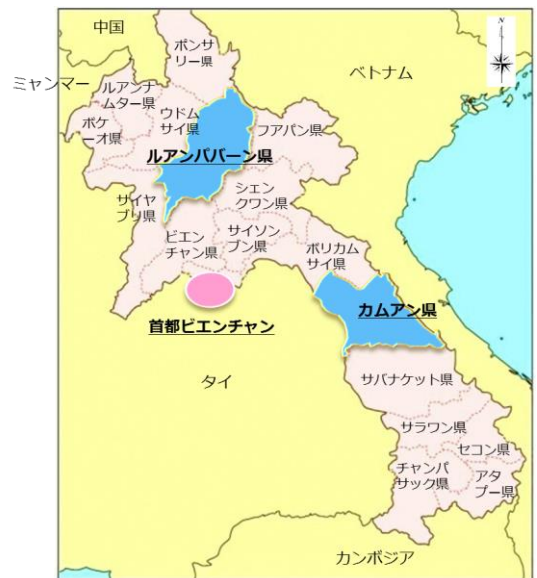 中国
ポンサ
リー県
ベトナム
ミャンマー
ルアンナ
ムター県
ウドム
サイ県
ボケ
ーオ県
フアパン県
ルアンパバーン県
シェン
クワン県
サイヤ
ブリ県
ビエン
チャン県
サイソン
ブン県
ボリカム
サイ県
首都ビエンチャン
カムアン県
タイ
サバナケット県
サラワン県
セコン県
チャンパ
サック県
アタ
プー県
カンボジア